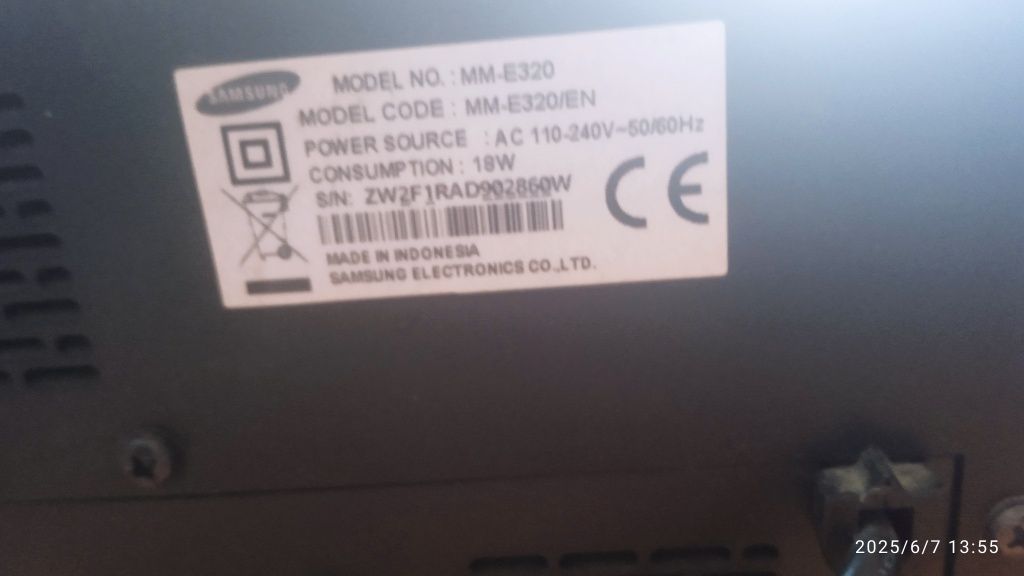 SAMSUNG
MODEL NO. : MM-E320
MODEL CODE : MM-E320/EN
POWER SOURCE : AC 110-240V~50/60Hz
CONSUMPTION : 18W
S/N: ZW2F1RAD902860W
CE
MADE IN INDONESIA
SAMSUNG ELECTRONICS CO.,LTD.
2025/6/7 13:55